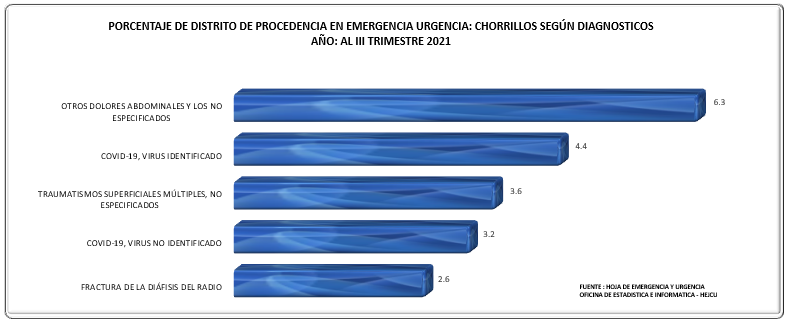 PORCENTAJE DE DISTRITO DE PROCEDENCIA EN EMERGENCIA URGENCIA: CHORRILLOS SEGÚN DIAGNOSTICOS
AÑO: AL III TRIMESTRE 2021
OTROS DOLORES ABDOMINALES Y LOS NO
ESPECIFICADOS
6.3
COVID-19, VIRUS IDENTIFICADO
4.4
TRAUMATISMOS SUPERFICIALES MÚLTIPLES, NO
ESPECIFICADOS
3.6
COVID-19, VIRUS NO IDENTIFICADO
3.2
FRACTURA DE LA DIÁFISIS DEL RADIO
2.6
FUENTE : HOJA DE EMERGENCIA Y URGENCIA
OFICINA DE ESTADISTICA E INFORMATICA - HEJCU